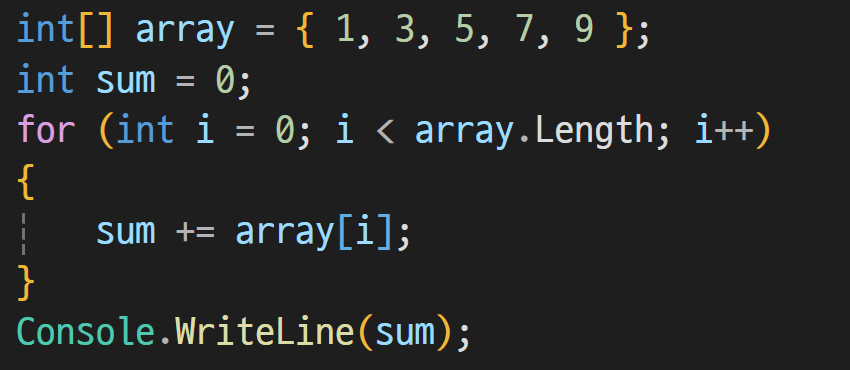 int[] array = { 1, 3, 5, 7, 9 };
int sum = 0;
for (int i = 0; i < array.Length; i++)
{
    sum += array[i];
}
Console.WriteLine(sum);